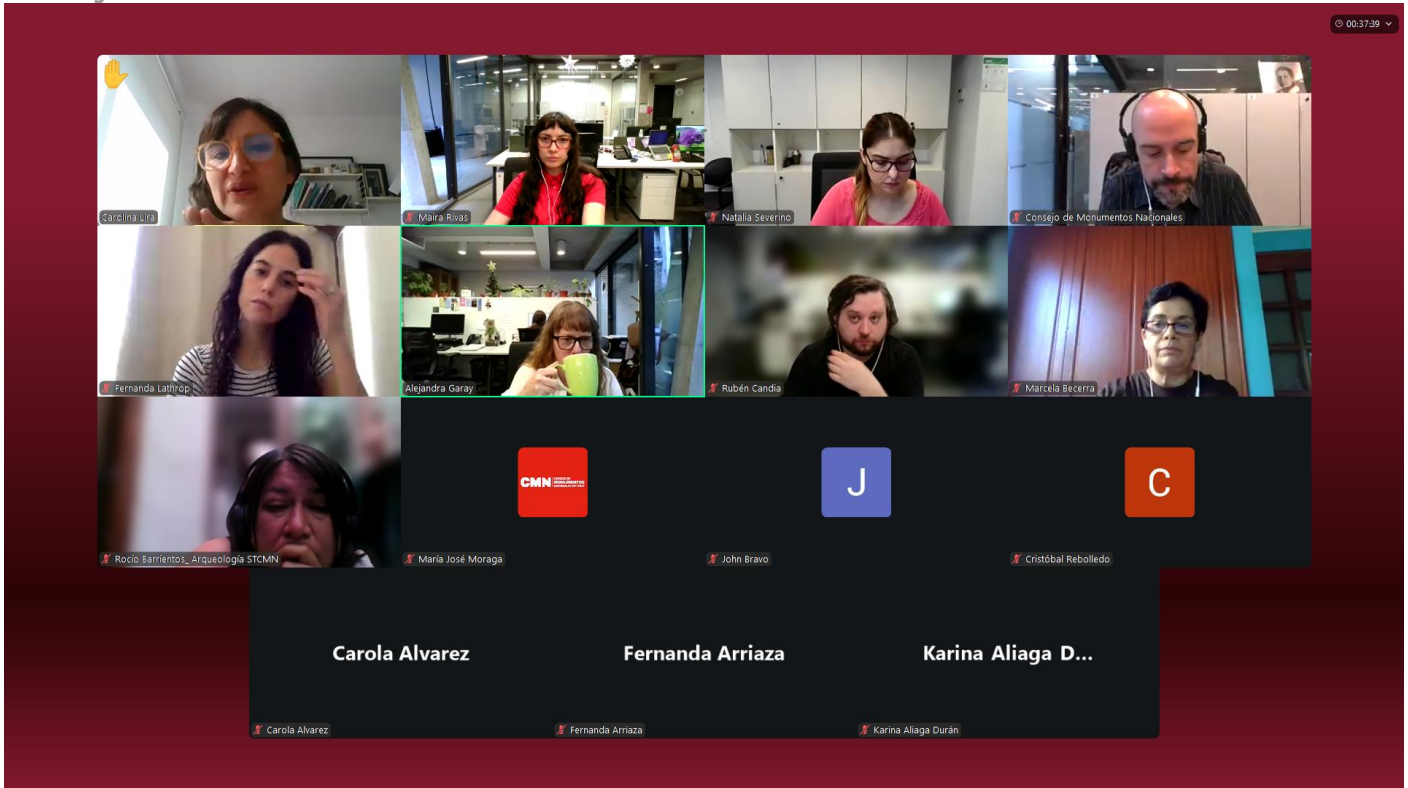 00:37:39
Carolina Lira
Maira Rivas
Natalia Severino
Consejo de Monumentos Nacionales
Fernanda Lathrop
Alejandra Garay
Rubén Candia
Marcela Becerra
Rocío Barrientos_ Arqueología STCMN
CMN
María José Moraga
J
John Bravo
C
Cristóbal Rebolledo
Carola Alvarez
Fernanda Arriaza
Karina Aliaga D...
Carola Alvarez
Fernanda Arriaza
Karina Aliaga Durán